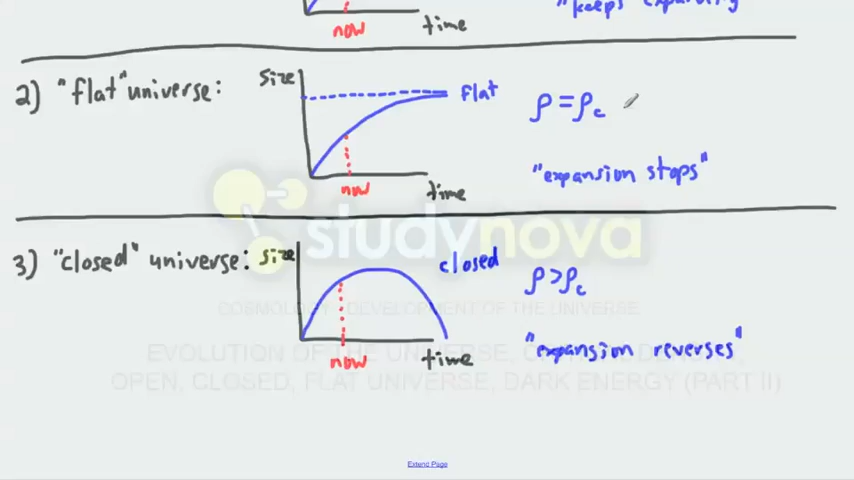 "keeps expanding
now
time
2) "flat" universe:
size
flat
ρ = ρc
now
time
"expansion stops"
studynova
3) "closed" universe:
size
closed
ρ > ρc
COSMOLOGY - DEVELOPMENT OF THE UNIVERSE
now
time
"expansion reverses"
EVOLUTION OF THE UNIVERSE, CRITICAL DENSITY,
OPEN, CLOSED, FLAT UNIVERSE, DARK ENERGY (PART II)
Extend Page